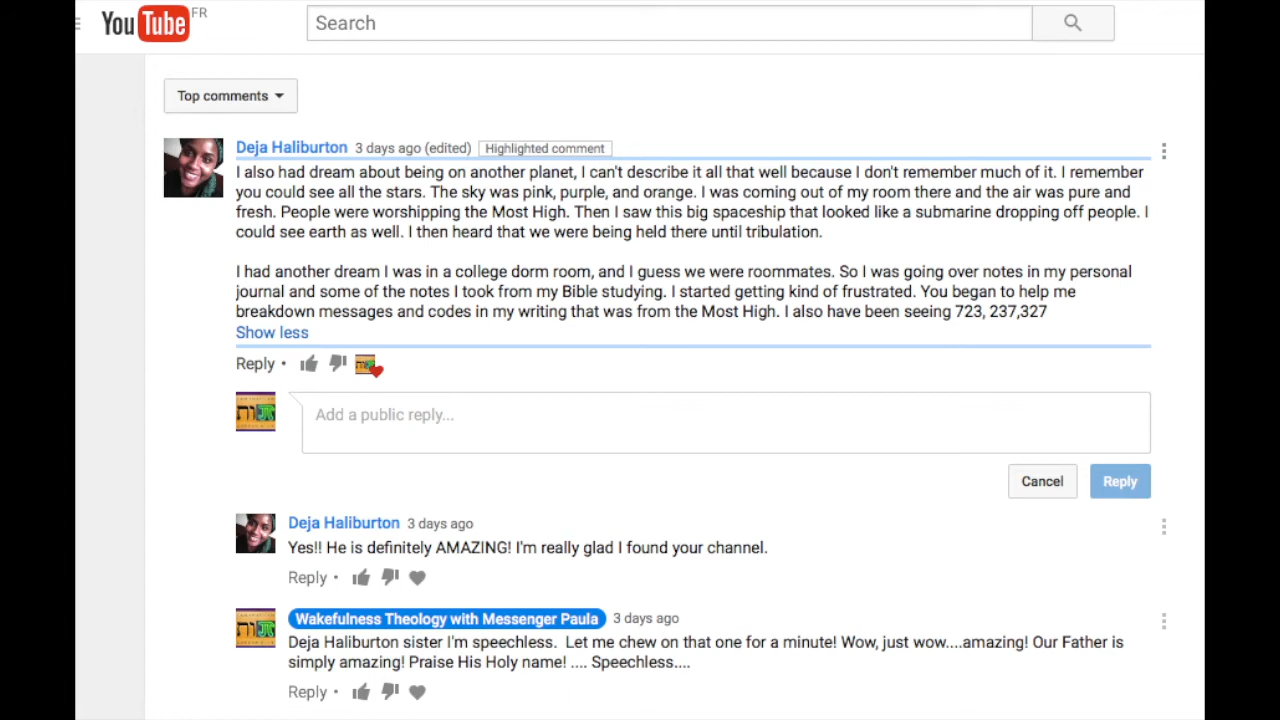 YouTube FR
Search
Top comments
Deja Haliburton 3 days ago (edited) Highlighted comment
I also had dream about being on another planet, I can't describe it all that well because I don't remember much of it. I remember
you could see all the stars. The sky was pink, purple, and orange. I was coming out of my room there and the air was pure and
fresh. People were worshipping the Most High. Then I saw this big spaceship that looked like a submarine dropping off people. I
could see earth as well. I then heard that we were being held there until tribulation.
I had another dream I was in a college dorm room, and I guess we were roommates. So I was going over notes in my personal
journal and some of the notes I took from my Bible studying. I started getting kind of frustrated. You began to help me
breakdown messages and codes in my writing that was from the Most High. I also have been seeing 723, 237,327
Show less
Reply •
Add a public reply...
Cancel Reply
Deja Haliburton 3 days ago
Yes!! He is definitely AMAZING! I'm really glad I found your channel.
Reply •
Wakefulness Theology with Messenger Paula 3 days ago
Deja Haliburton sister I'm speechless. Let me chew on that one for a minute! Wow, just wow....amazing! Our Father is
simply amazing! Praise His Holy name! .... Speechless....
Reply •